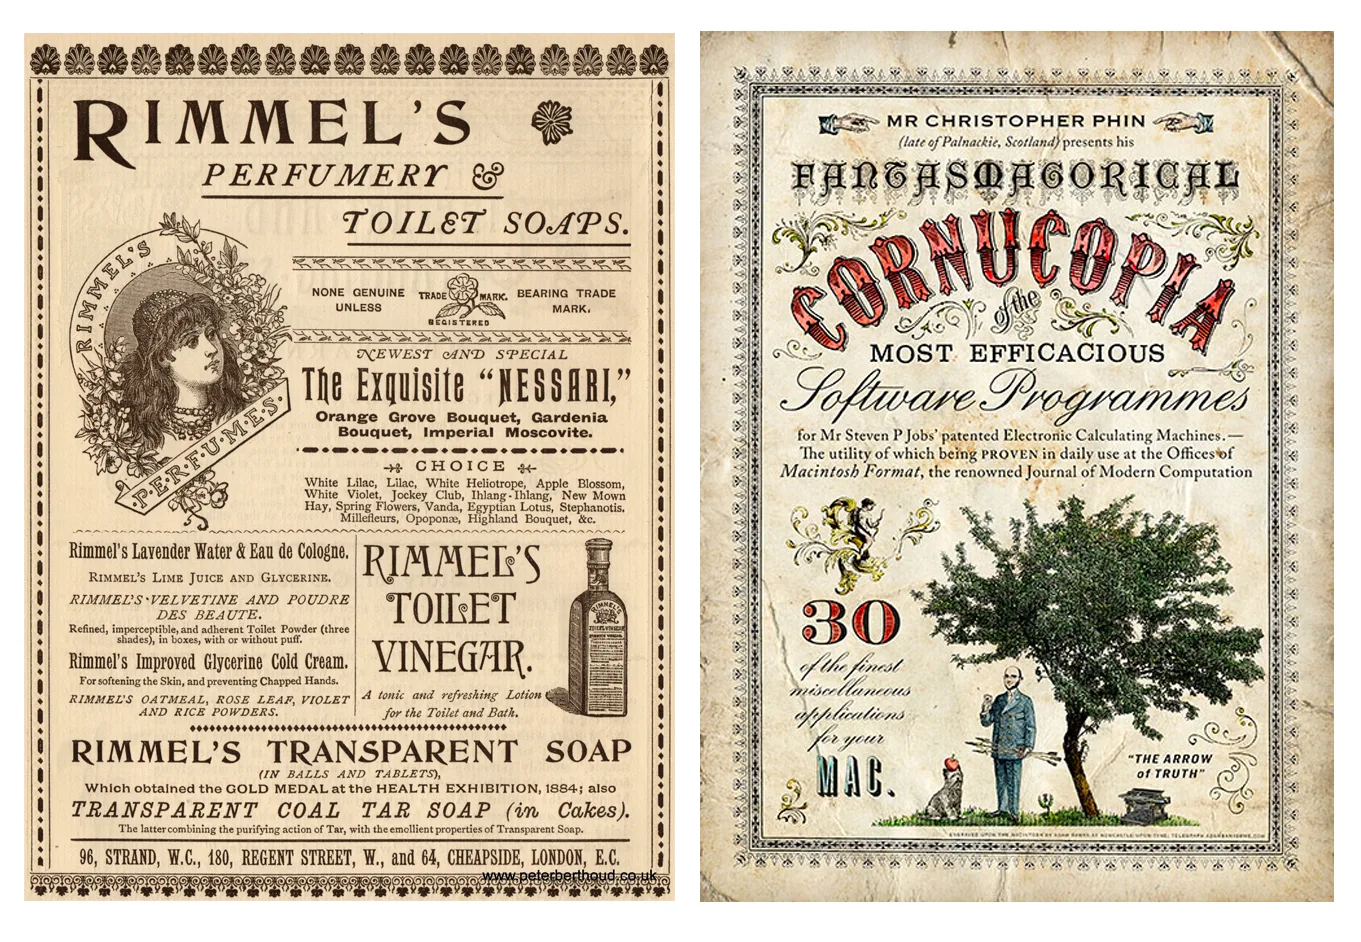 RIMMEL'S
PERFUMERY &
TOILET SOAPS.
RIMMEL'S
PERFUMES.
NONE GENUINE
UNLESS
TRADE MARK.
REGISTERED
BEARING TRADE
MARK.
NEWEST AND SPECIAL
The Exquisite “NESSARI,”
Orange Grove Bouquet, Gardenia
Bouquet, Imperial Moscovite.
CHOICE
White Lilac, Lilac, White Heliotrope, Apple Blossom,
White Violet, Jockey Club, Ihlang-Ihlang, New Mown
Hay, Spring Flowers, Vanda, Egyptian Lotus, Stephanotis.
Millefleurs, Opoponæ, Highland Bouquet, &c.
Rimmel's Lavender Water & Eau de Cologne.
RIMMEL'S LIME JUICE AND GLYCERINE.
RIMMEL'S VELVETINE AND POUDRE
DES BEAUTE.
Refined, imperceptible, and adherent Toilet Powder (three
shades), in boxes, with or without puff.
Rimmel's Improved Glycerine Cold Cream.
For softening the Skin, and preventing Chapped Hands.
RIMMEL'S OATMEAL, ROSE LEAF, VIOLET
AND RICE POWDERS.
RIMMEL'S
TOILET
VINEGAR.
A tonic and refreshing Lotion
for the Toilet and Bath.
RIMMEL'S
TOILET VINEGAR
RIMMEL'S TRANSPARENT SOAP
(IN BALLS AND TABLETS),
Which obtained the GOLD MEDAL at the HEALTH EXHIBITION, 1884; also
TRANSPARENT COAL TAR SOAP (in Cakes).
The latter combining the purifying action of Tar, with the emollient properties of Transparent Soap.
96, STRAND, W.C., 180, REGENT STREET, W., and 64, CHEAPSIDE, LONDON, E.C.
www.peterberthoud.co.uk
MR CHRISTOPHER PHIN
(late of Palnackie, Scotland) presents his
FANTASMAGORICAL
CORNUCOPIA
of the
MOST EFFICACIOUS
Software Programmes
for Mr Steven P Jobs' patented Electronic Calculating Machines.—
The utility of which being PROVEN in daily use at the Offices of
Macintosh Format, the renowned Journal of Modern Computation
30
of the finest
miscellaneous
applications
for your
MAC.
“THE ARROW
of TRUTH”